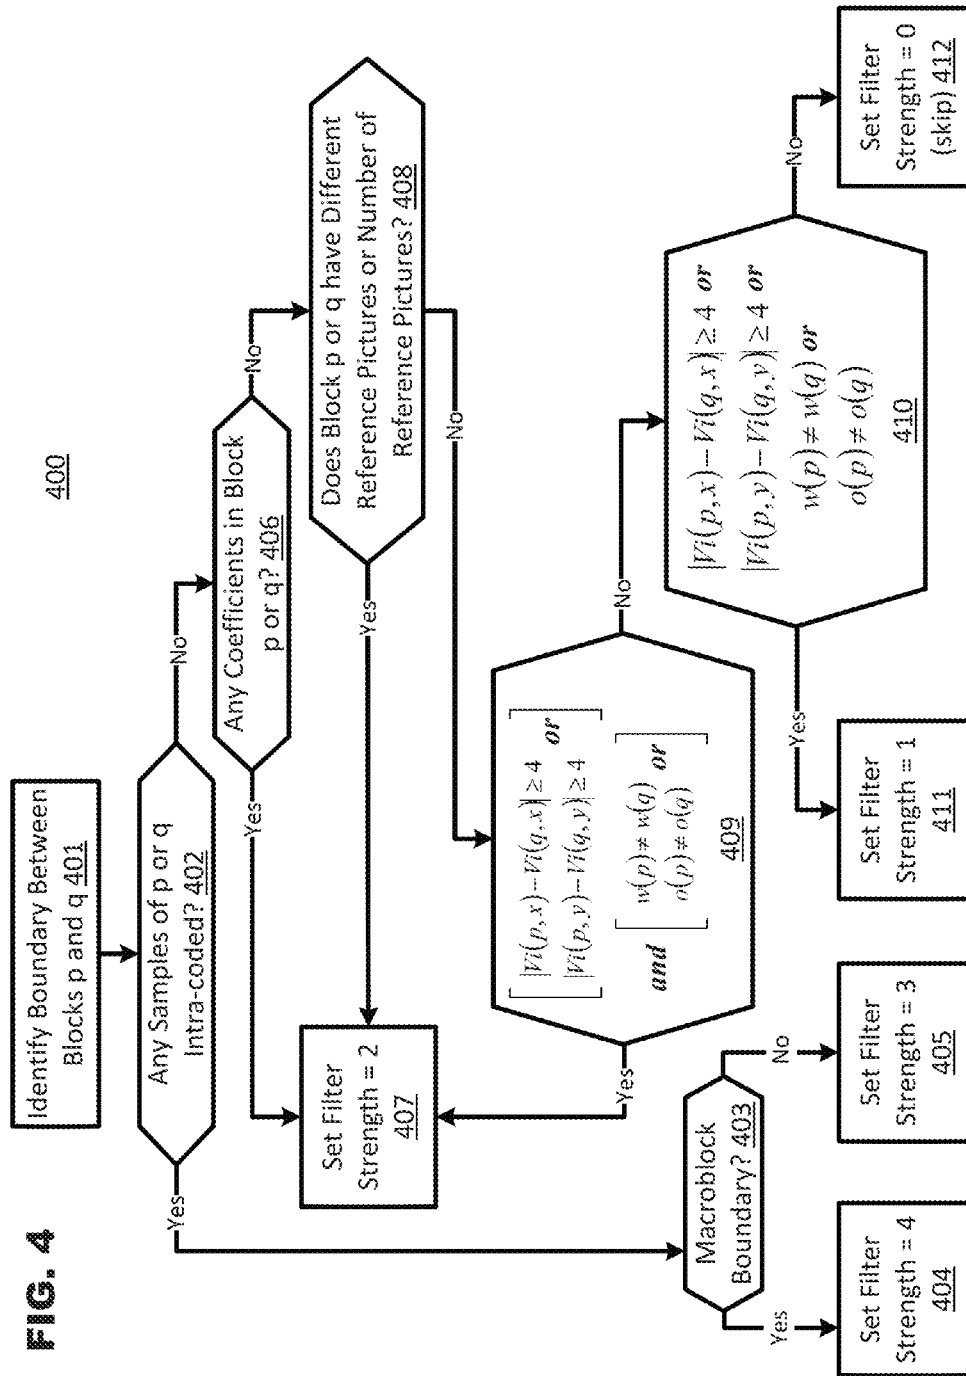 FIG. 4
400
Identify Boundary Between
Blocks p and q 401
Any Samples of p or q
Intra-coded? 402
Yes
No
Any Coefficients in Block
p or q? 406
Yes
No
Does Block p or q have Different
Reference Pictures or Number of
Reference Pictures? 408
Yes
No
Set Filter
Strength = 2
407
|Vi(p,x)−Vi(q,x)| ≥ 4 or
|Vi(p,y)−Vi(q,y)| ≥ 4
and
w(p) ≠ w(q) or
o(p) ≠ o(q)
409
Yes
No
|Vi(p,x)−Vi(q,x)| ≥ 4 or
|Vi(p,y)−Vi(q,y)| ≥ 4 or
w(p) ≠ w(q) or
o(p) ≠ o(q)
410
Yes
No
Macroblock
Boundary? 403
Yes
No
Set Filter
Strength = 4
404
Set Filter
Strength = 3
405
Set Filter
Strength = 1
411
Set Filter
Strength = 0
(skip) 412